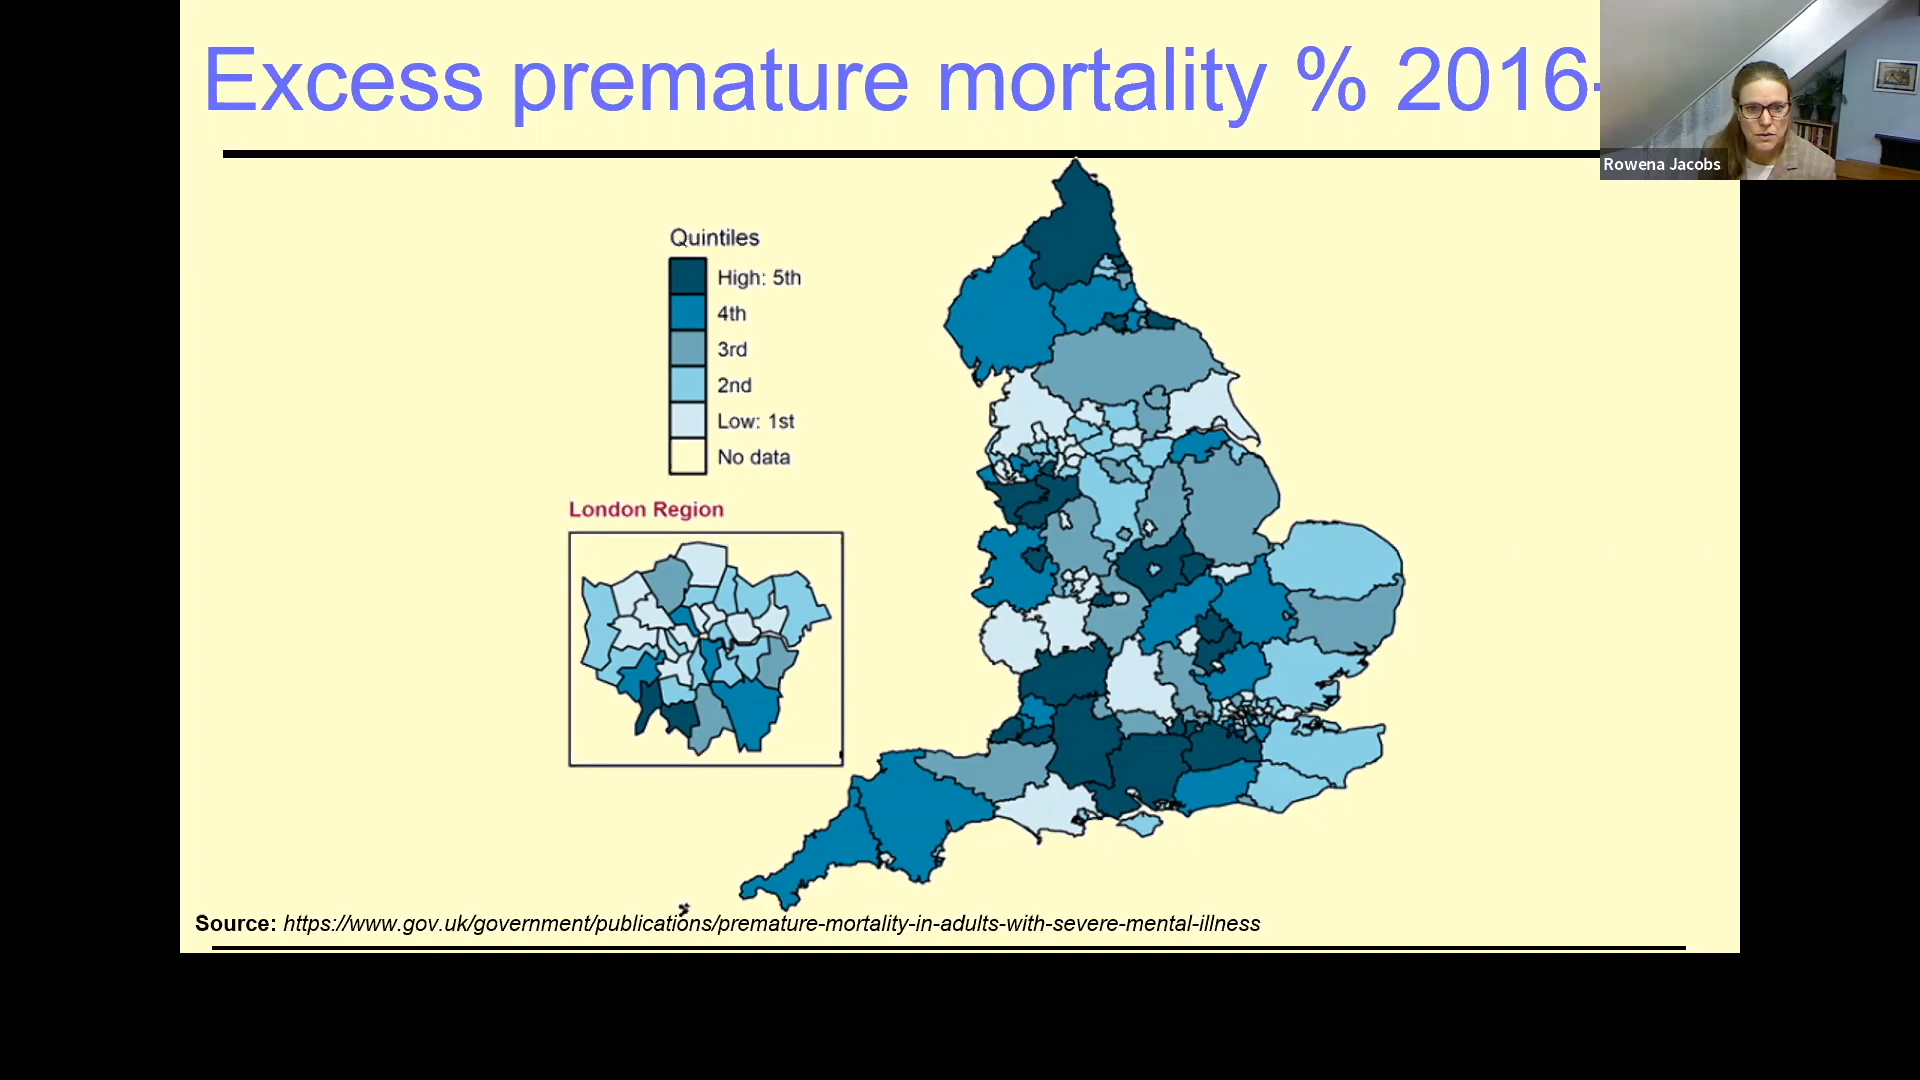 Excess premature mortality % 2016-
Rowena Jacobs
Quintiles
High: 5th
4th
3rd
2nd
Low: 1st
No data
London Region
Source: https://www.gov.uk/government/publications/premature-mortality-in-adults-with-severe-mental-illness